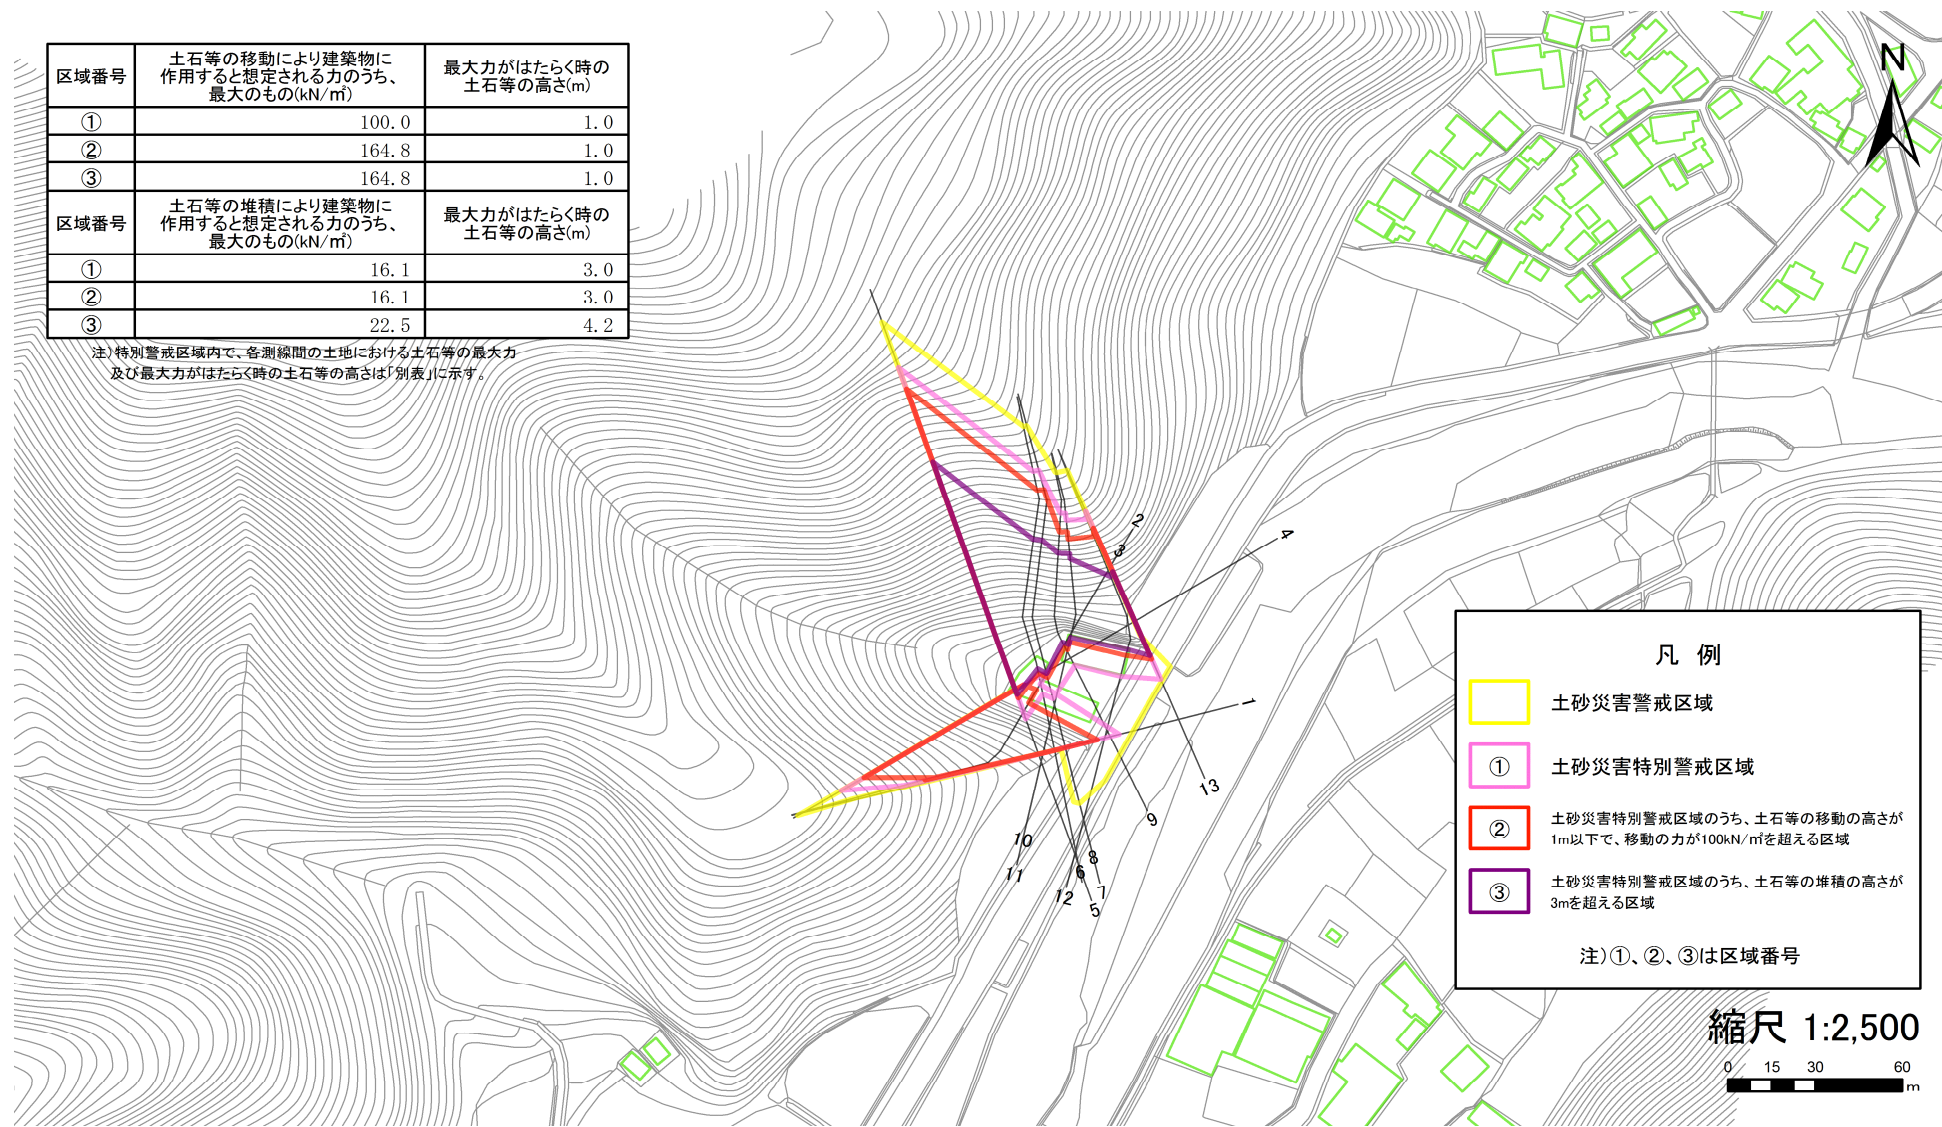 区域番号
土石等の移動により建築物に
作用すると想定される力のうち、
最大のもの(kN/㎡)
最大力がはたらく時の
土石等の高さ(m)
① 100.0 1.0
② 164.8 1.0
③ 164.8 1.0
区域番号
土石等の堆積により建築物に
作用すると想定される力のうち、
最大のもの(kN/㎡)
最大力がはたらく時の
土石等の高さ(m)
① 16.1 3.0
② 16.1 3.0
③ 22.5 4.2
注)特別警戒区域内で、各測線間の土地における土石等の最大力
及び最大力がはたらく時の土石等の高さは「別表」に示す。
N
2
3
4
1
13
9
10
11
8
6
7
12
5
凡 例
土砂災害警戒区域
① 土砂災害特別警戒区域
② 土砂災害特別警戒区域のうち、土石等の移動の高さが
1m以下で、移動の力が100kN/㎡を超える区域
③ 土砂災害特別警戒区域のうち、土石等の堆積の高さが
3mを超える区域
注)①、②、③は区域番号
縮尺 1:2,500
0 15 30 60
m